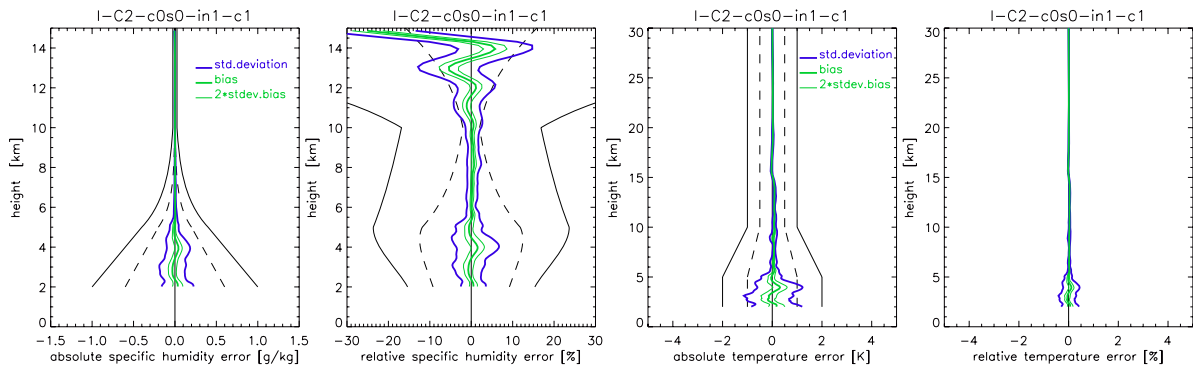 I-C2-c0s0-in1-c1
14
12
10
8
6
4
2
0
height [km]
std.deviation
bias
2*stdev.bias
-1.5 -1.0 -0.5 0.0 0.5 1.0 1.5
absolute specific humidity error [g/kg]
I-C2-c0s0-in1-c1
14
12
10
8
6
4
2
0
height [km]
-30 -20 -10 0 10 20 30
relative specific humidity error [%]
I-C2-c0s0-in1-c1
30
25
20
15
10
5
0
height [km]
std.deviation
bias
2*stdev.bias
-4 -2 0 2 4
absolute temperature error [K]
I-C2-c0s0-in1-c1
30
25
20
15
10
5
0
height [km]
-4 -2 0 2 4
relative temperature error [%]